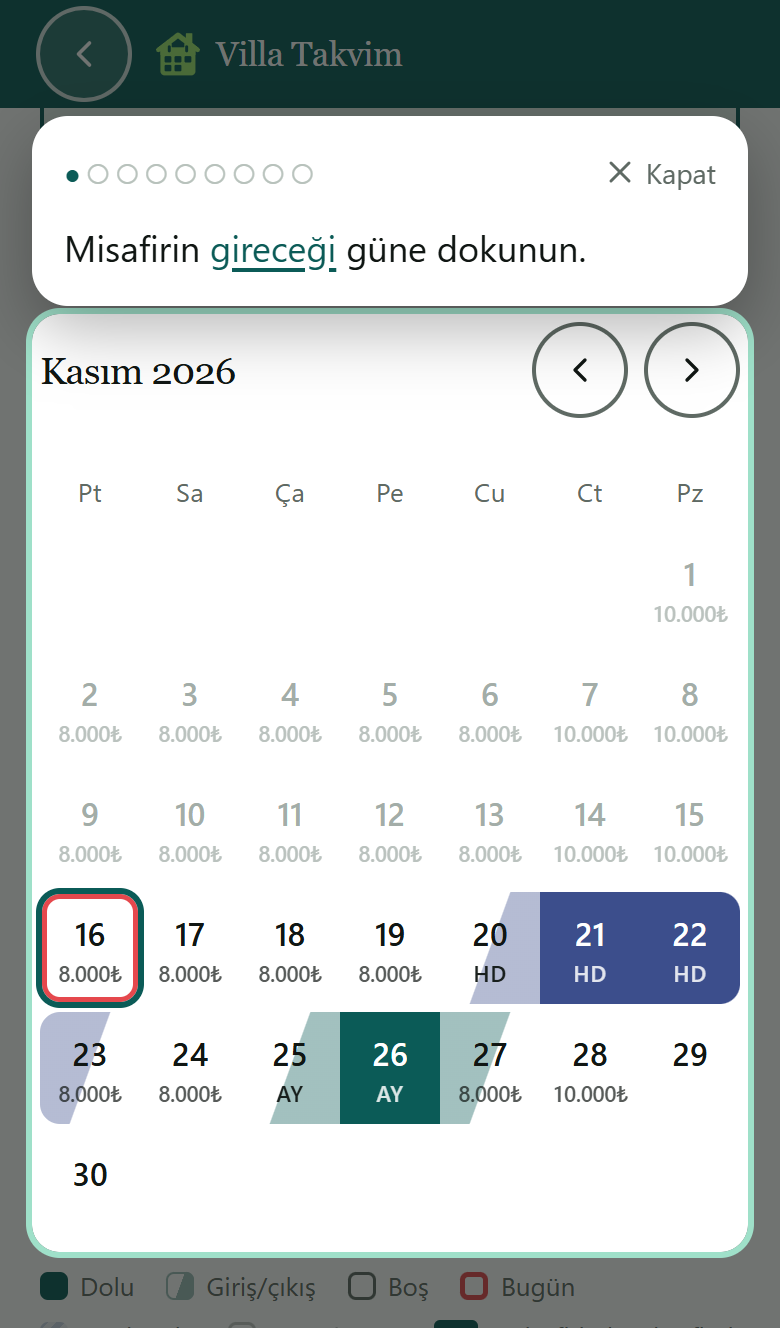 Villa Takvim
Kapat
Misafirin gireceği güne dokunun.
Kasım 2026
Pt Sa Ça Pe Cu Ct Pz
1
10.000₺
2 3 4 5 6 7 8
8.000₺ 8.000₺ 8.000₺ 8.000₺ 8.000₺ 10.000₺ 10.000₺
9 10 11 12 13 14 15
8.000₺ 8.000₺ 8.000₺ 8.000₺ 8.000₺ 10.000₺ 10.000₺
16 17 18 19 20 21 22
8.000₺ 8.000₺ 8.000₺ 8.000₺ HD HD HD
23 24 25 26 27 28 29
8.000₺ 8.000₺ AY AY 8.000₺ 10.000₺
30
Dolu Giriş/çıkış Boş Bugün